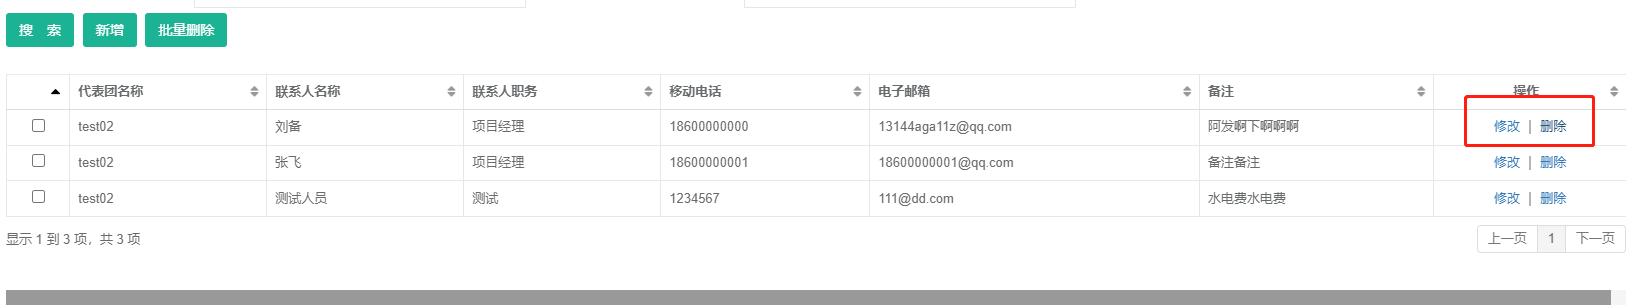 搜 索 新增 批量删除
代表团名称 联系人名称 联系人职务 移动电话 电子邮箱 备注 操作
test02 刘备 项目经理 18600000000 13144aga11z@qq.com 阿发啊下啊啊啊 修改 | 删除
test02 张飞 项目经理 18600000001 18600000001@qq.com 备注备注 修改 | 删除
test02 测试人员 测试 1234567 111@dd.com 水电费水电费 修改 | 删除
显示 1 到 3 项，共 3 项 上一页 1 下一页